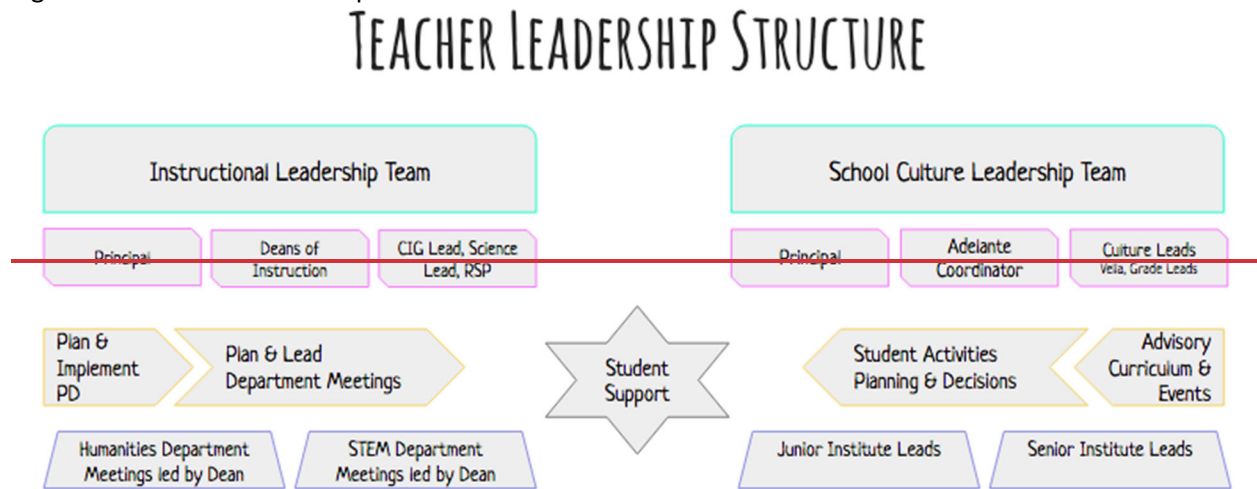 TEACHER LEADERSHIP STRUCTURE
Instructional Leadership Team
School Culture Leadership Team
Principal
Deans of
Instruction
CIG Lead, Science
Lead, RSP
Principal
Adelante
Coordinator
Culture Leads
Velia, Grade Leads
Plan &
Implement
PD
Plan & Lead
Department Meetings
Student
Support
Student Activities
Planning & Decisions
Advisory
Curriculum &
Events
Humanities Department
Meetings led by Dean
STEM Department
Meetings led by Dean
Junior Institute Leads
Senior Institute Leads